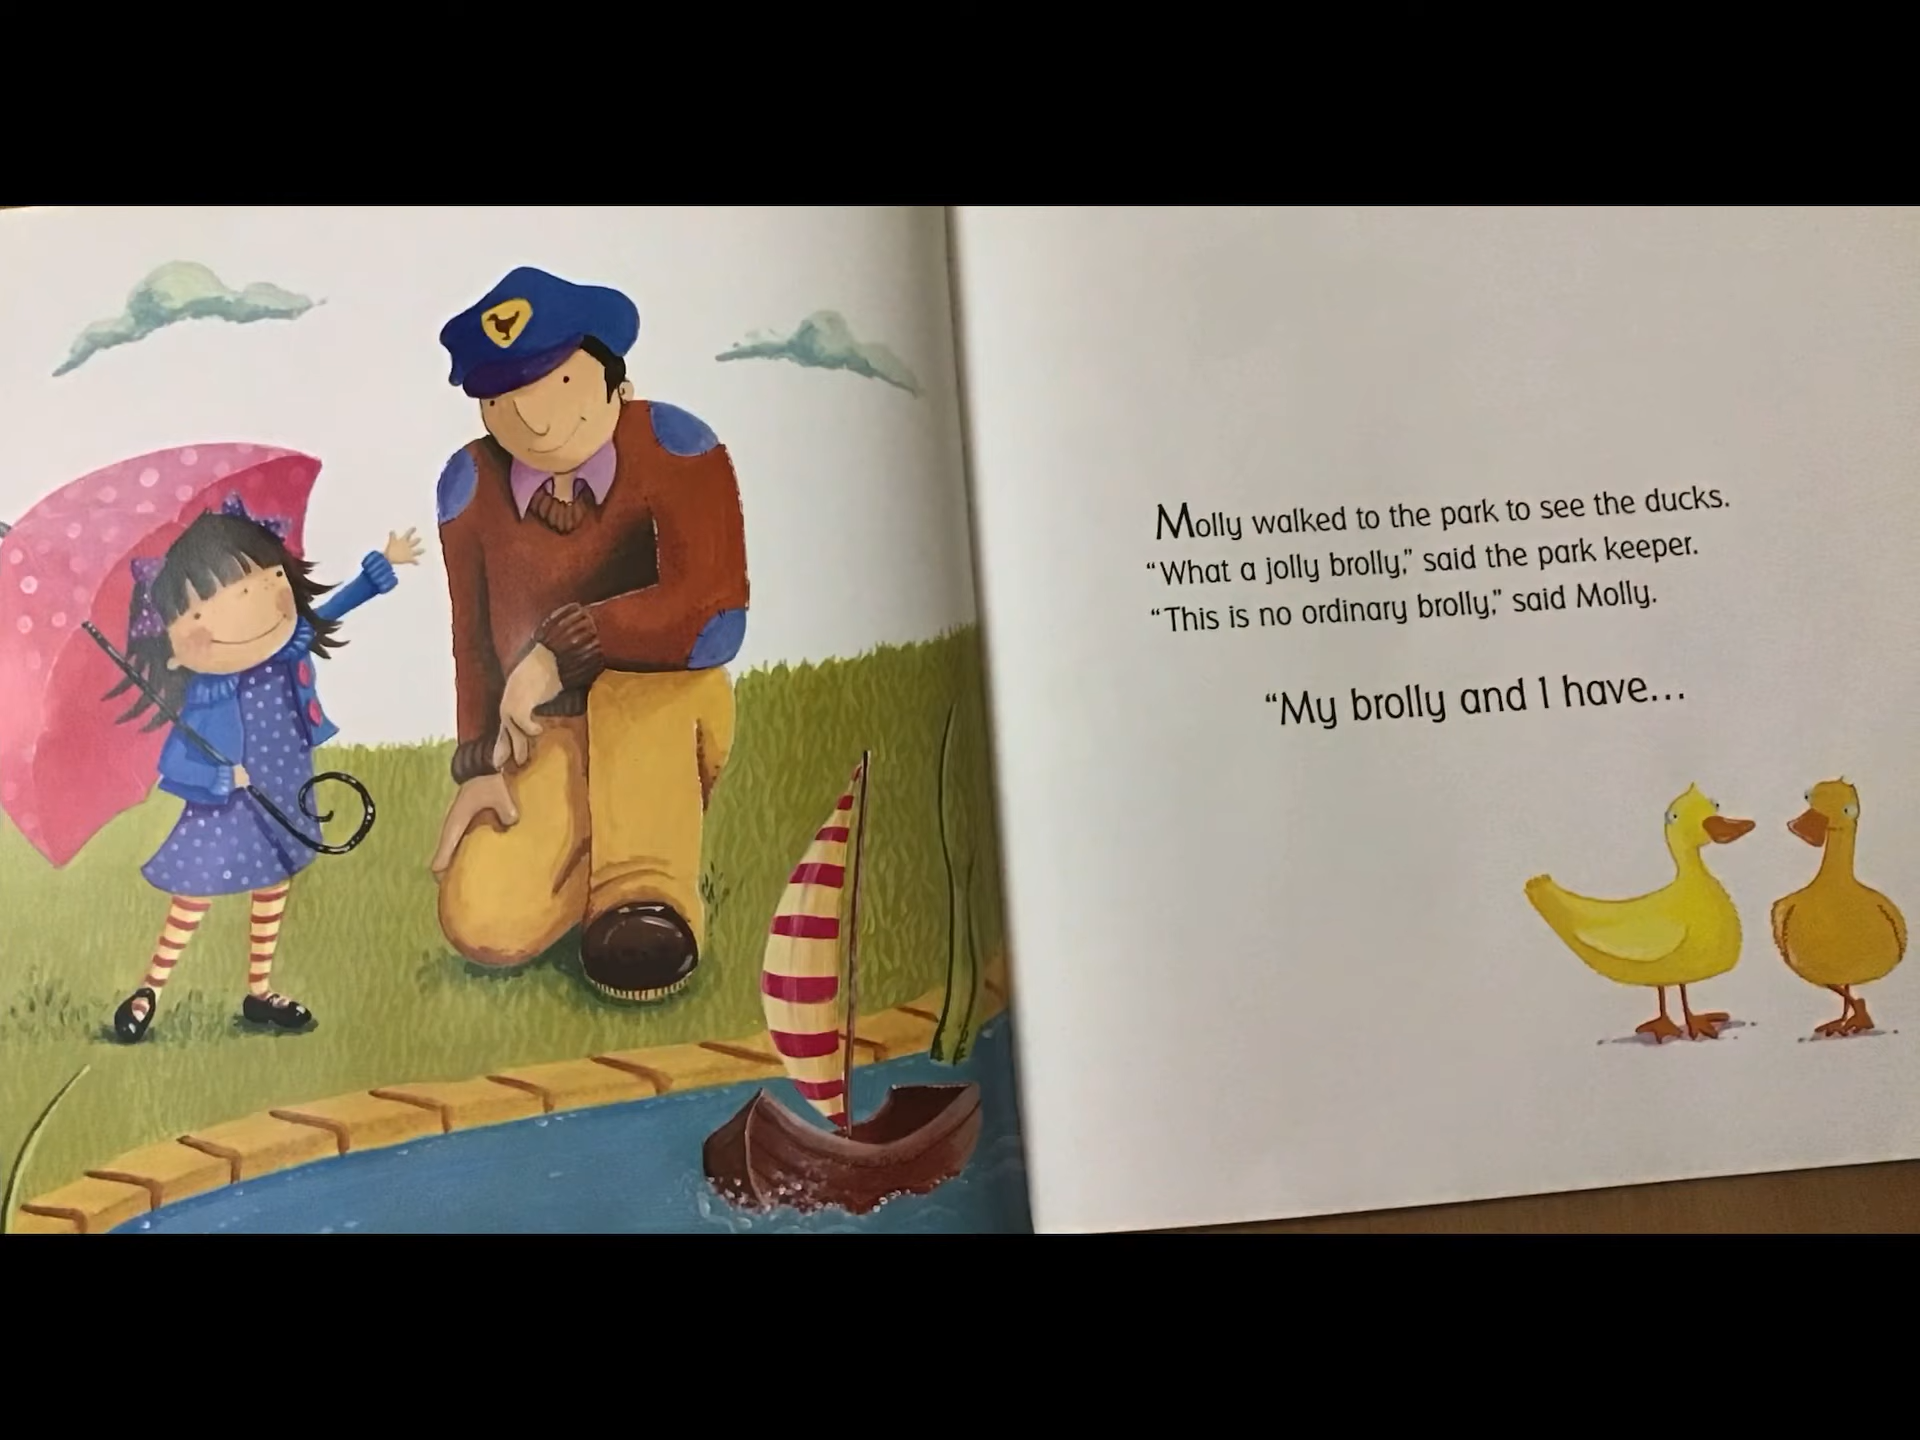 Molly walked to the park to see the ducks.
“What a jolly brolly,” said the park keeper.
“This is no ordinary brolly,” said Molly.
“My brolly and I have...